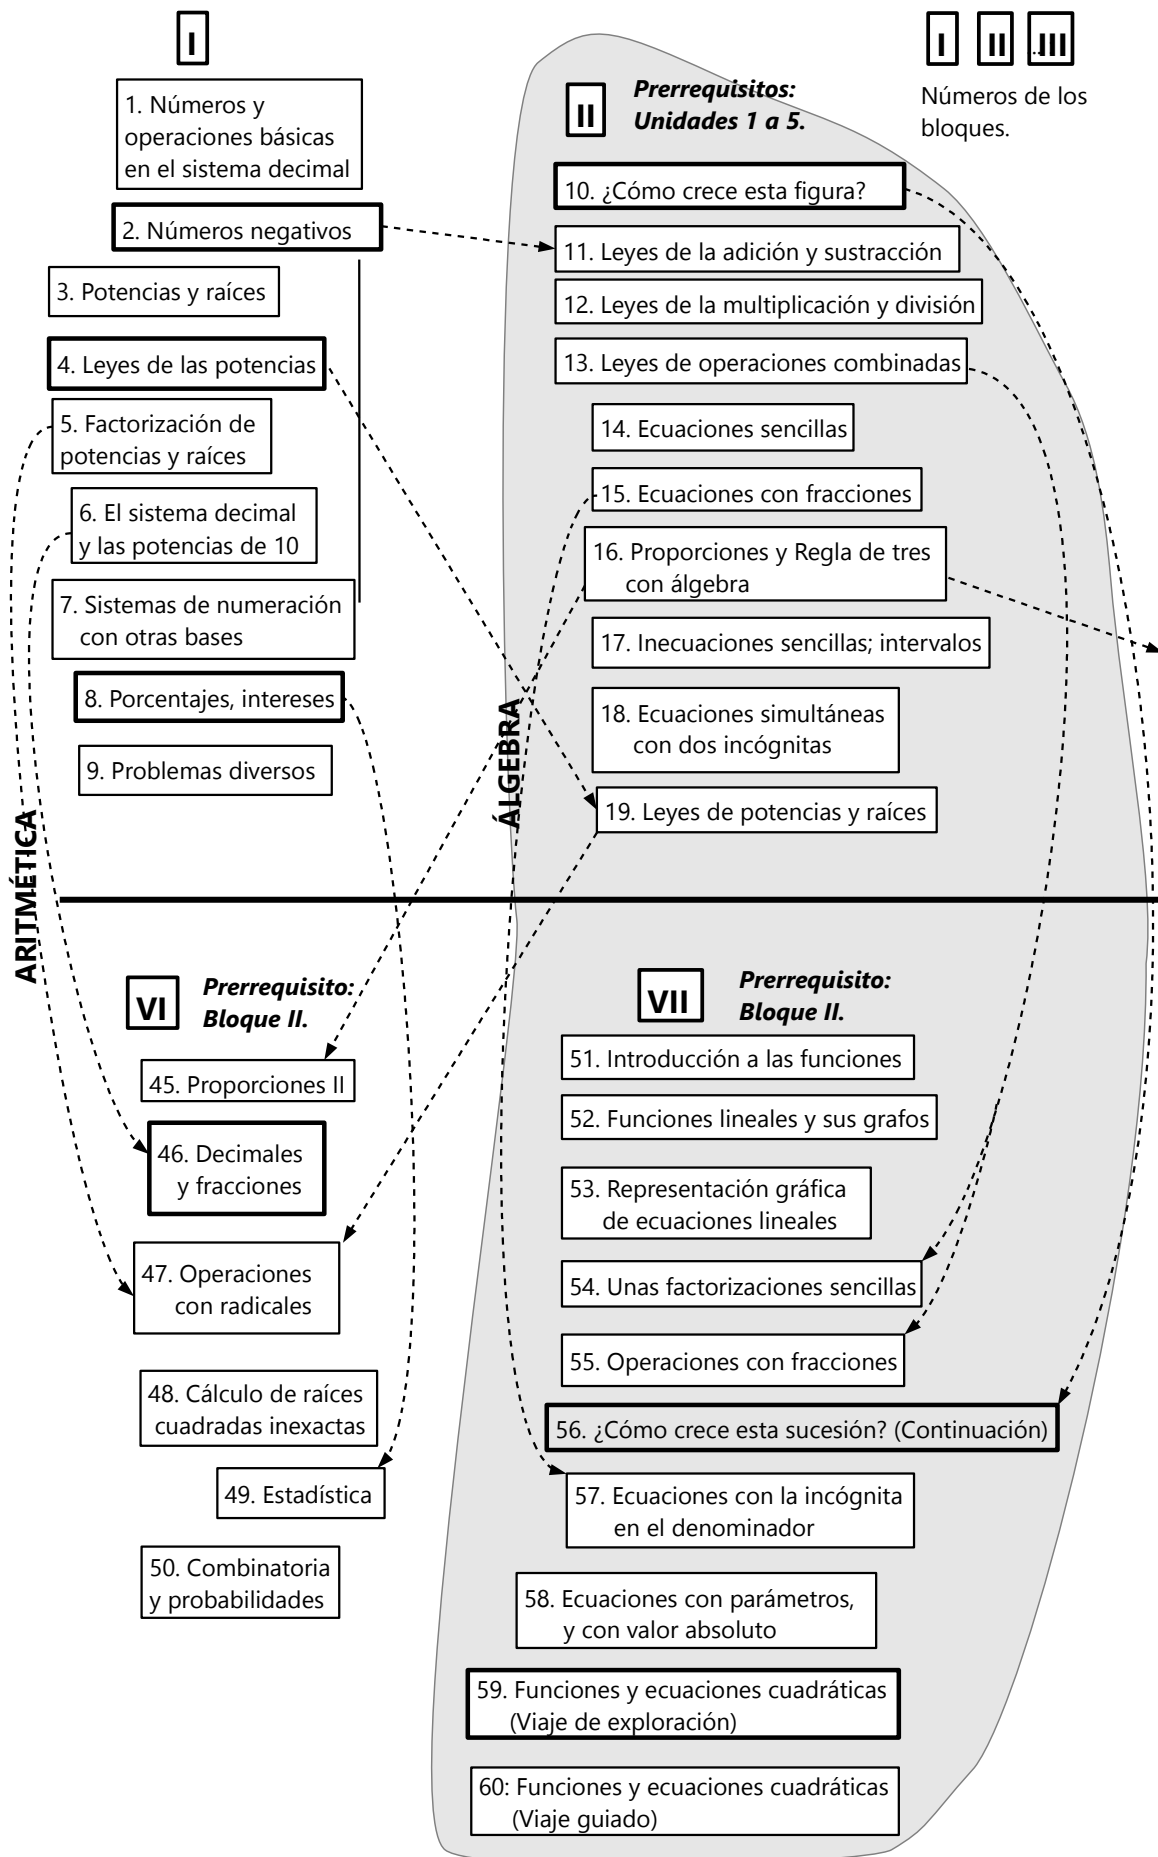 I
1. Números y
operaciones básicas
en el sistema decimal
2. Números negativos
3. Potencias y raíces
4. Leyes de las potencias
5. Factorización de
potencias y raíces
6. El sistema decimal
y las potencias de 10
7. Sistemas de numeración
con otras bases
8. Porcentajes, intereses
9. Problemas diversos
ARITMÉTICA
II
Prerrequisitos:
Unidades 1 a 5.
10. ¿Cómo crece esta figura?
11. Leyes de la adición y sustracción
12. Leyes de la multiplicación y división
13. Leyes de operaciones combinadas
14. Ecuaciones sencillas
15. Ecuaciones con fracciones
16. Proporciones y Regla de tres
con álgebra
17. Inecuaciones sencillas; intervalos
18. Ecuaciones simultáneas
con dos incógnitas
19. Leyes de potencias y raíces
ÁLGEBRA
I II ...III
Números de los
bloques.
VI
Prerrequisito:
Bloque II.
45. Proporciones II
46. Decimales
y fracciones
47. Operaciones
con radicales
48. Cálculo de raíces
cuadradas inexactas
49. Estadística
50. Combinatoria
y probabilidades
VII
Prerrequisito:
Bloque II.
51. Introducción a las funciones
52. Funciones lineales y sus grafos
53. Representación gráfica
de ecuaciones lineales
54. Unas factorizaciones sencillas
55. Operaciones con fracciones
56. ¿Cómo crece esta sucesión? (Continuación)
57. Ecuaciones con la incógnita
en el denominador
58. Ecuaciones con parámetros,
y con valor absoluto
59. Funciones y ecuaciones cuadráticas
(Viaje de exploración)
60: Funciones y ecuaciones cuadráticas
(Viaje guiado)